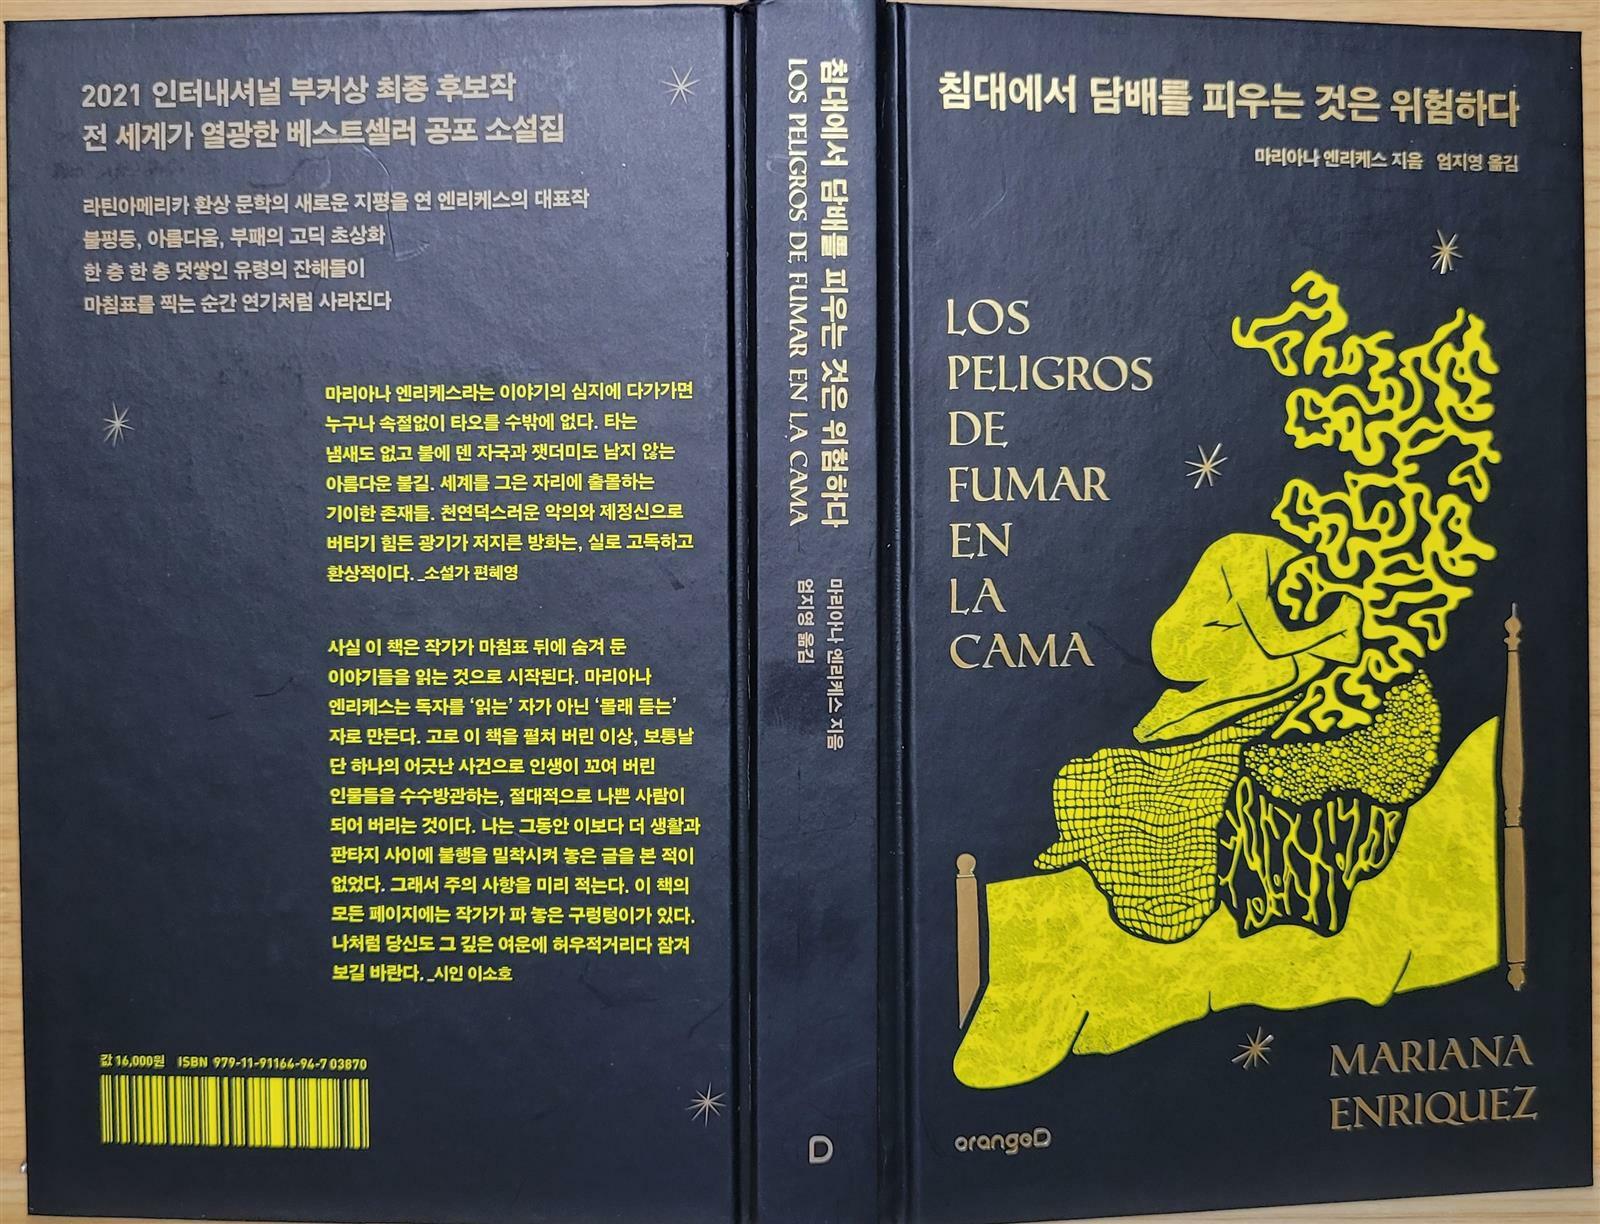 2021 인터내셔널 부커상 최종 후보작
전 세계가 열광한 베스트셀러 공포 소설집
라틴아메리카 환상 문학의 새로운 지평을 연 엔리케스의 대표작
불평등, 아름다움, 부패의 고딕 초상화
한 층 한 층 덧쌓인 유령의 잔해들이
마침표를 찍는 순간 연기처럼 사라진다
마리아나 엔리케스라는 이야기의 심지에 다가가면
누구나 속절없이 타오를 수밖에 없다. 타는
냄새도 없고 불에 덴 자국과 잿더미도 남지 않는
아름다운 불길. 세계를 그은 자리에 출몰하는
기이한 존재들. 천연덕스러운 악의와 제정신으로
버티기 힘든 광기가 저지른 방화는, 실로 고독하고
환상적이다. _소설가 편혜영
사실 이 책은 작가가 마침표 뒤에 숨겨 둔
이야기들을 읽는 것으로 시작된다. 마리아나
엔리케스는 독자를 ‘읽는’ 자가 아닌 ‘몰래 듣는’
자로 만든다. 고로 이 책을 펼쳐 버린 이상, 보통날
단 하나의 어긋난 사건으로 인생이 꼬여 버린
인물들을 수수방관하는, 절대적으로 나쁜 사람이
되어 버리는 것이다. 나는 그동안 이보다 더 생활과
판타지 사이에 불행을 밀착시켜 놓은 글을 본 적이
없었다. 그래서 주의 사항을 미리 적는다. 이 책의
모든 페이지에는 작가가 파 놓은 구렁텅이가 있다.
나처럼 당신도 그 깊은 여운에 허우적거리다 잠겨
보길 바란다. _시인 이소호
값 16,000원 ISBN 979-11-91164-94-7 03870
침대에서 담배를 피우는 것은 위험하다
LOS PELIGROS DE FUMAR EN LA CAMA
마리아나 엔리케스 지음
엄지영 옮김
D
침대에서 담배를 피우는 것은 위험하다
마리아나 엔리케스 지음 엄지영 옮김
LOS
PELIGROS
DE
FUMAR
EN
LA
CAMA
MARIANA
ENRIQUEZ
orangeD